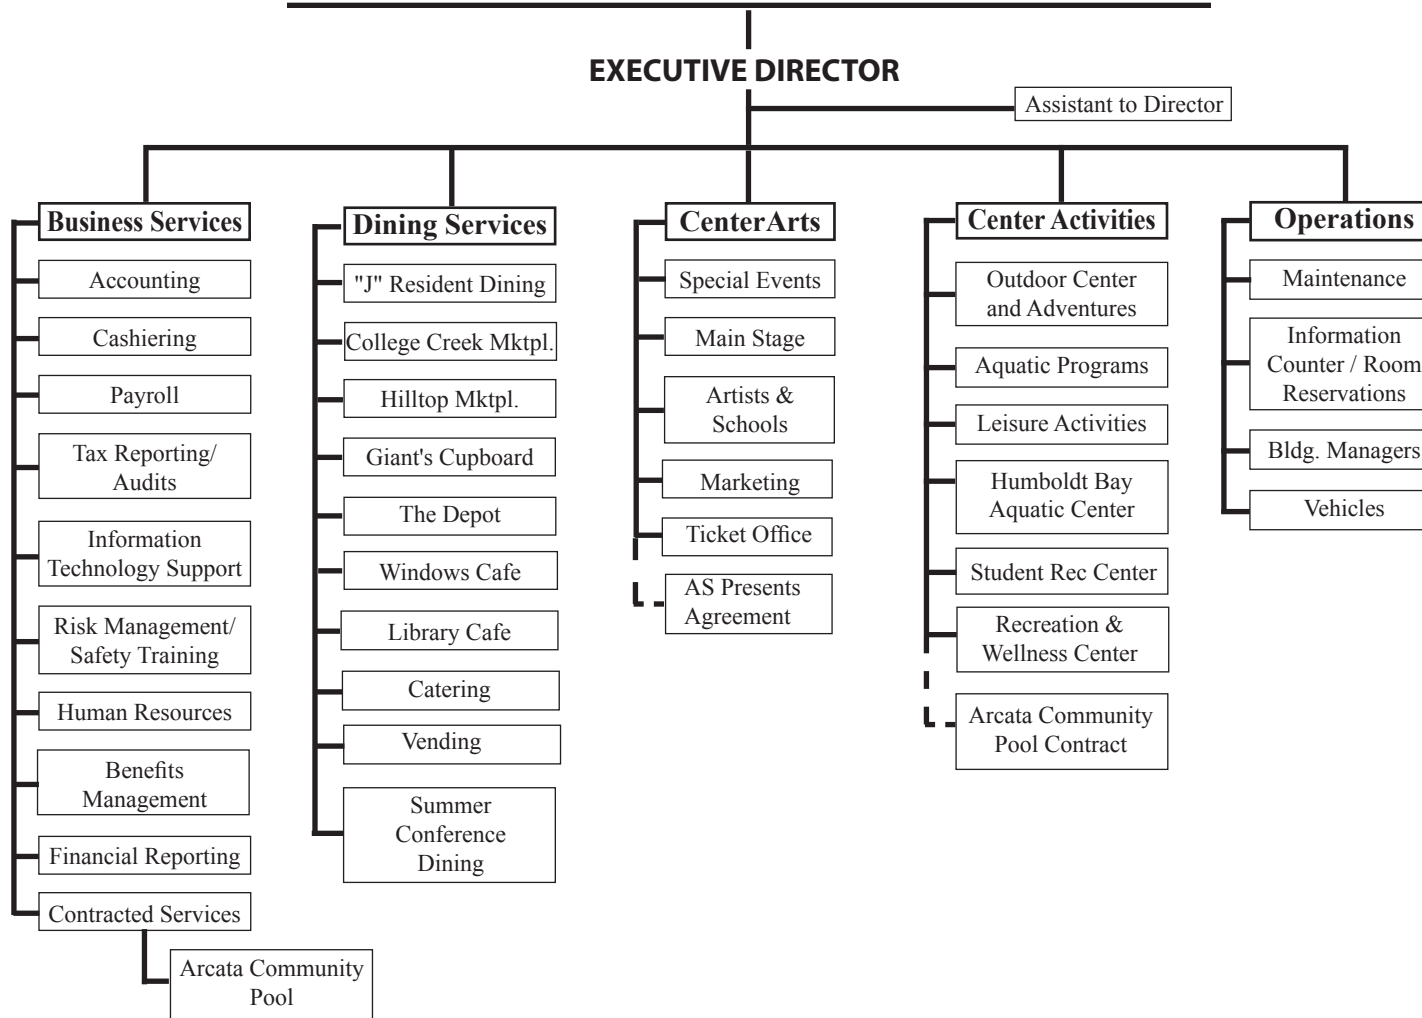 EXECUTIVE DIRECTOR
Assistant to Director
Business Services
Accounting
Cashiering
Payroll
Tax Reporting/
Audits
Information
Technology Support
Risk Management/
Safety Training
Human Resources
Benefits
Management
Financial Reporting
Contracted Services
Arcata Community
Pool
Dining Services
"J" Resident Dining
College Creek Mktpl.
Hilltop Mktpl.
Giant's Cupboard
The Depot
Windows Cafe
Library Cafe
Catering
Vending
Summer
Conference
Dining
CenterArts
Special Events
Main Stage
Artists &
Schools
Marketing
Ticket Office
AS Presents
Agreement
Center Activities
Outdoor Center
and Adventures
Aquatic Programs
Leisure Activities
Humboldt Bay
Aquatic Center
Student Rec Center
Recreation &
Wellness Center
Arcata Community
Pool Contract
Operations
Maintenance
Information
Counter / Room
Reservations
Bldg. Managers
Vehicles